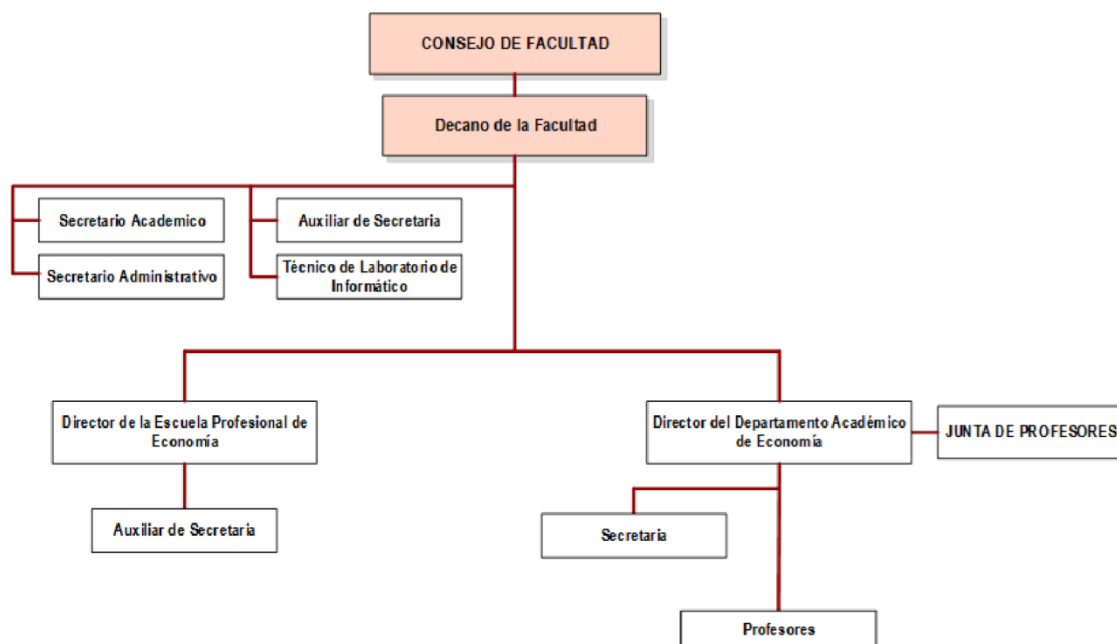 CONSEJO DE FACULTAD
Decano de la Facultad
Secretario Academico
Auxiliar de Secretaria
Secretario Administrativo
Técnico de Laboratorio de
Informático
Director de la Escuela Profesional de
Economía
Director del Departamento Académico
de Economía
JUNTA DE PROFESORES
Auxiliar de Secretaria
Secretaria
Profesores